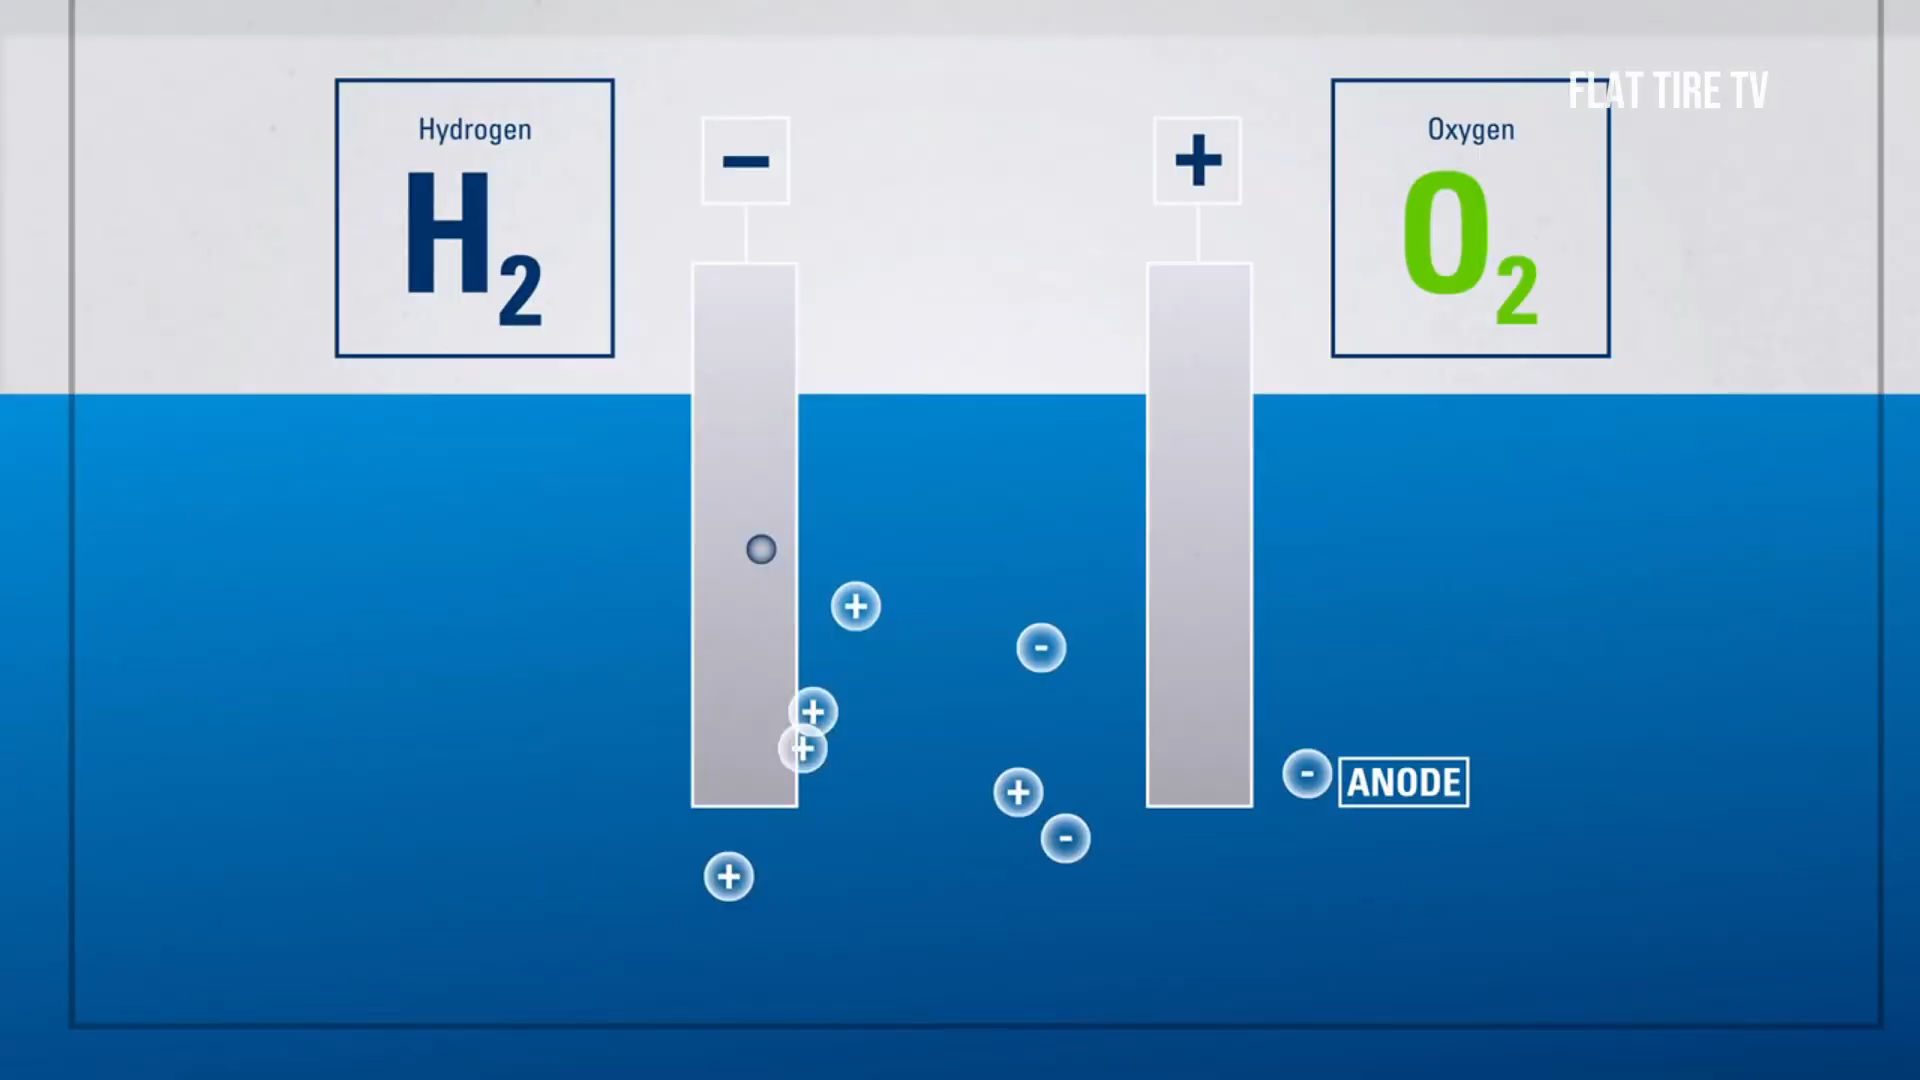 Hydrogen
H₂
−
+
Oxygen
O₂
FLAT TIRE TV
+
-
+
+
+
-
-
ANODE
+